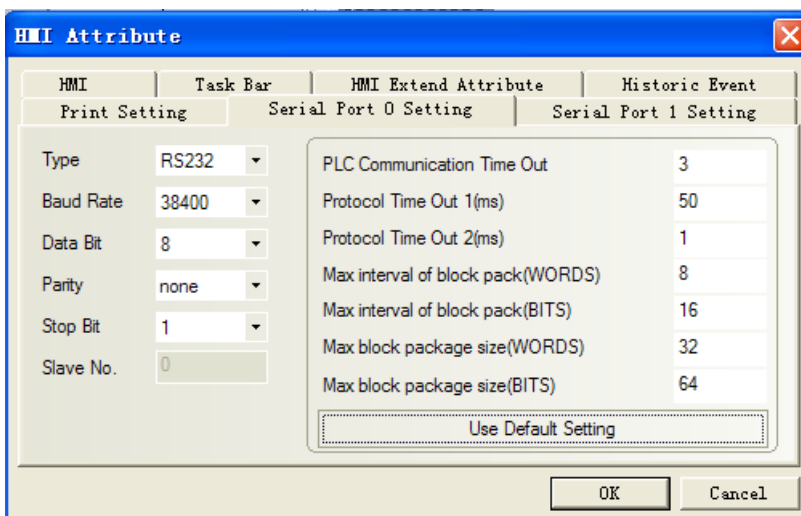 HMI Attribute
HMI
Task Bar
HMI Extend Attribute
Historic Event
Print Setting
Serial Port 0 Setting
Serial Port 1 Setting
Type RS232
Baud Rate 38400
Data Bit 8
Parity none
Stop Bit 1
Slave No. 0
PLC Communication Time Out 3
Protocol Time Out 1(ms) 50
Protocol Time Out 2(ms) 1
Max interval of block pack(WORDS) 8
Max interval of block pack(BITS) 16
Max block package size(WORDS) 32
Max block package size(BITS) 64
Use Default Setting
OK
Cancel